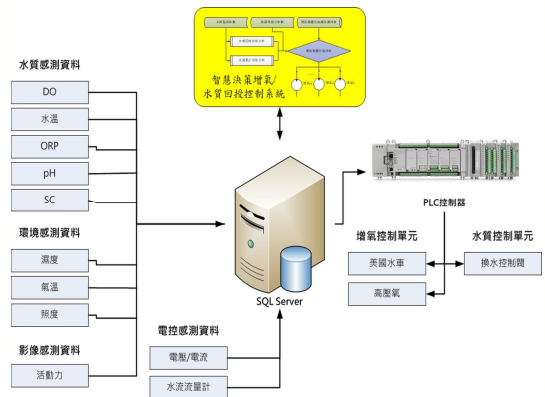 智慧決策增氧/
水質回授控制系統
水質感測資料
DO
水溫
ORP
pH
SC
環境感測資料
濕度
氣溫
照度
影像感測資料
活動力
SQL Server
電控感測資料
電壓/電流
水流流量計
PLC控制器
增氧控制單元
美國水車
高壓氧
水質控制單元
換水控制閥